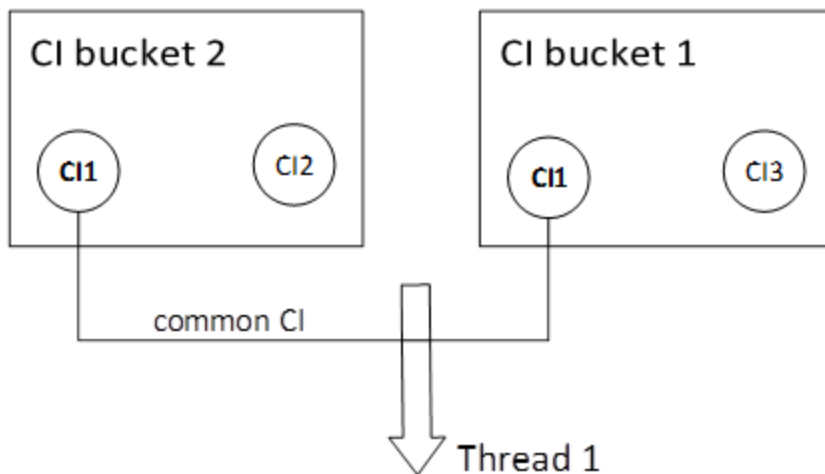 CI bucket 2
CI1
CI2
CI bucket 1
CI1
CI3
common CI
Thread 1